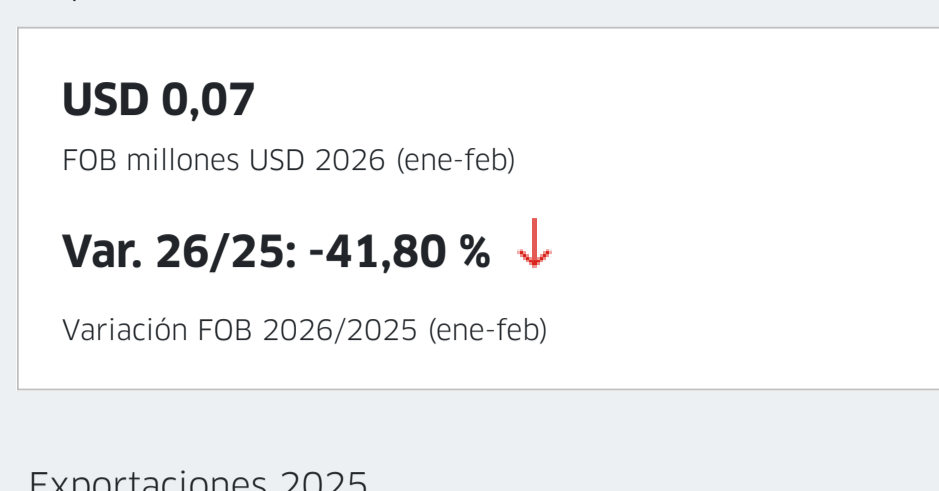 USD 0,07
FOB millones USD 2026 (ene-feb)
Var. 26/25: -41,80 %
Variación FOB 2026/2025 (ene-feb)
Exportaciones 2025